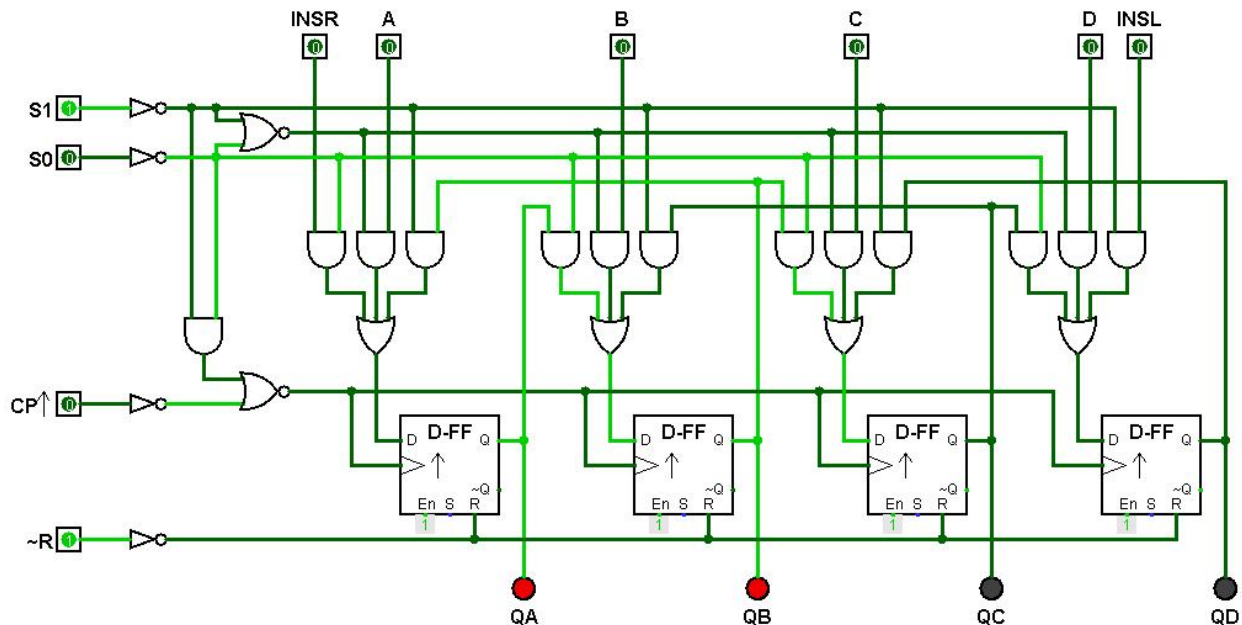 INSR A B C D INSL
0 0 0 0 0 0
S1 1
S0 0
CP↑ 0
D-FF D-FF D-FF D-FF
D Q D Q D Q D Q
↑ ↑ ↑ ↑
~Q ~Q ~Q ~Q
En S R En S R En S R En S R
1 1 1 1
~R 1
QA QB QC QD